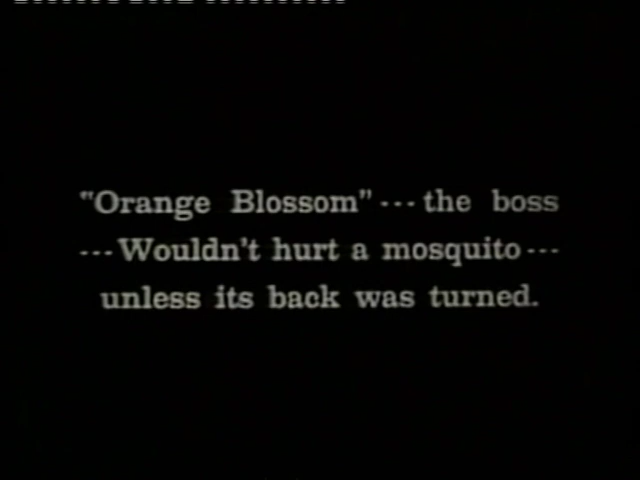 "Orange Blossom" --- the boss
--- Wouldn't hurt a mosquito ---
unless its back was turned.